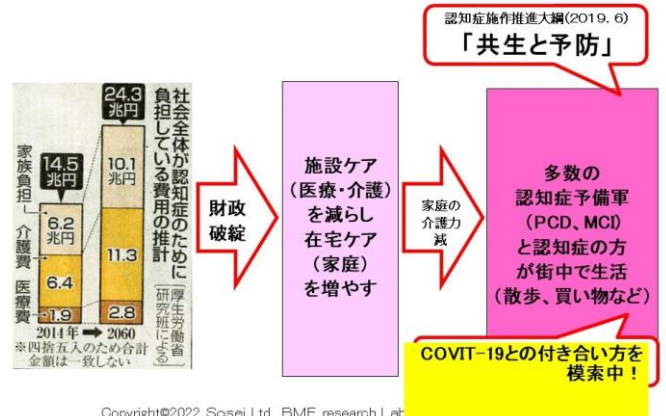 認知症施作推進大綱(2019. 6)
「共生と予防」
社会全体が認知症のために
負担している費用の推計
〔厚生労働省
研究班による〕
24.3
兆円
14.5
兆円
家族負担
介護費
医療費
6.2
兆円
6.4
1.9
10.1
兆円
11.3
2.8
2014年➡2060
※四捨五入のため合計
金額は一致しない
財政
破綻
施設ケア
(医療・介護)
を減らし
在宅ケア
(家庭)
を増やす
家庭の
介護力
減
多数の
認知症予備軍
(PCD、MCI)
と認知症の方
が街中で生活
(散歩、買い物など)
COVIT-19との付き合い方を
模索中！
Copyright©2022 Sosei Ltd. BME research Lab